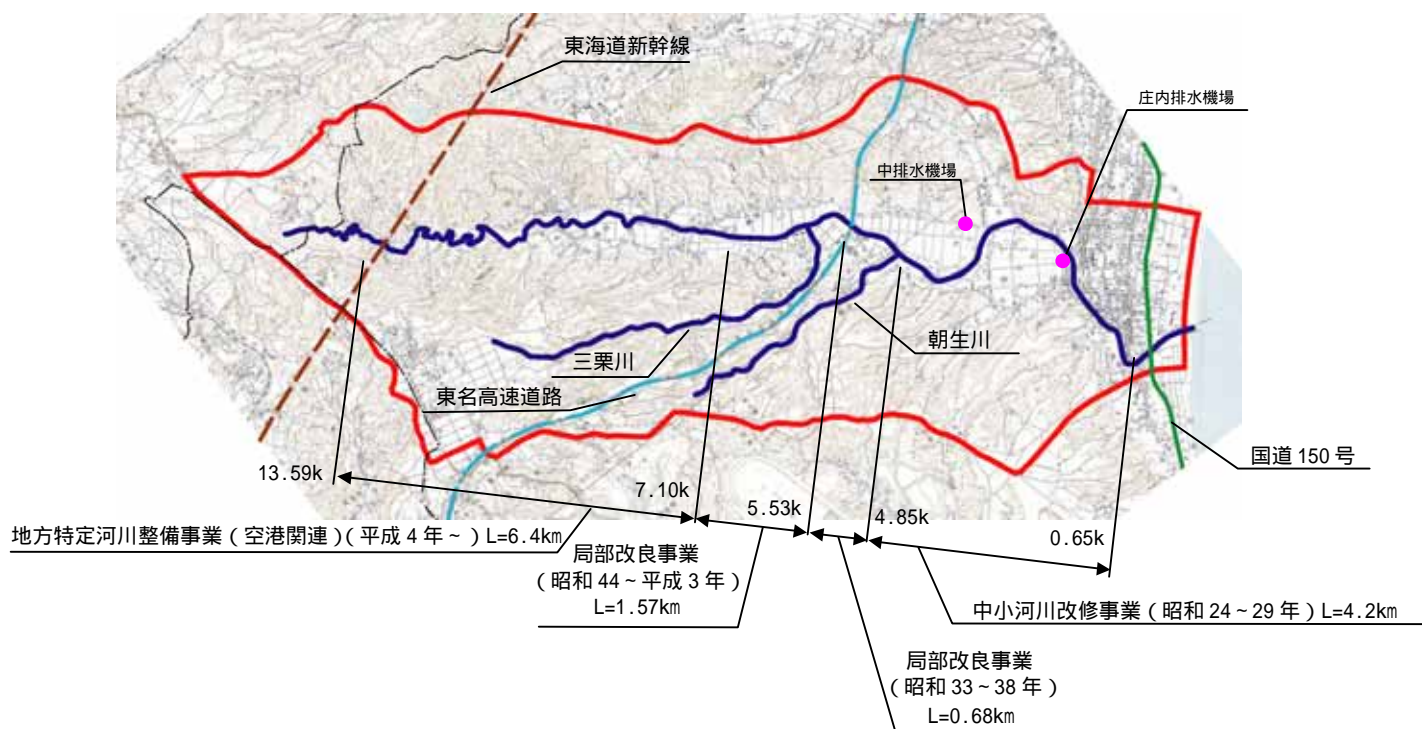 東海道新幹線
庄内排水機場
中排水機場
朝生川
三栗川
東名高速道路
国道 150 号
13.59k
7.10k
5.53k
4.85k
0.65k
地方特定河川整備事業（空港関連）（平成 4 年～）L=6.4㎞
局部改良事業
（昭和 44～平成 3 年）
L=1.57㎞
中小河川改修事業（昭和 24～29 年）L=4.2㎞
局部改良事業
（昭和 33～38 年）
L=0.68㎞